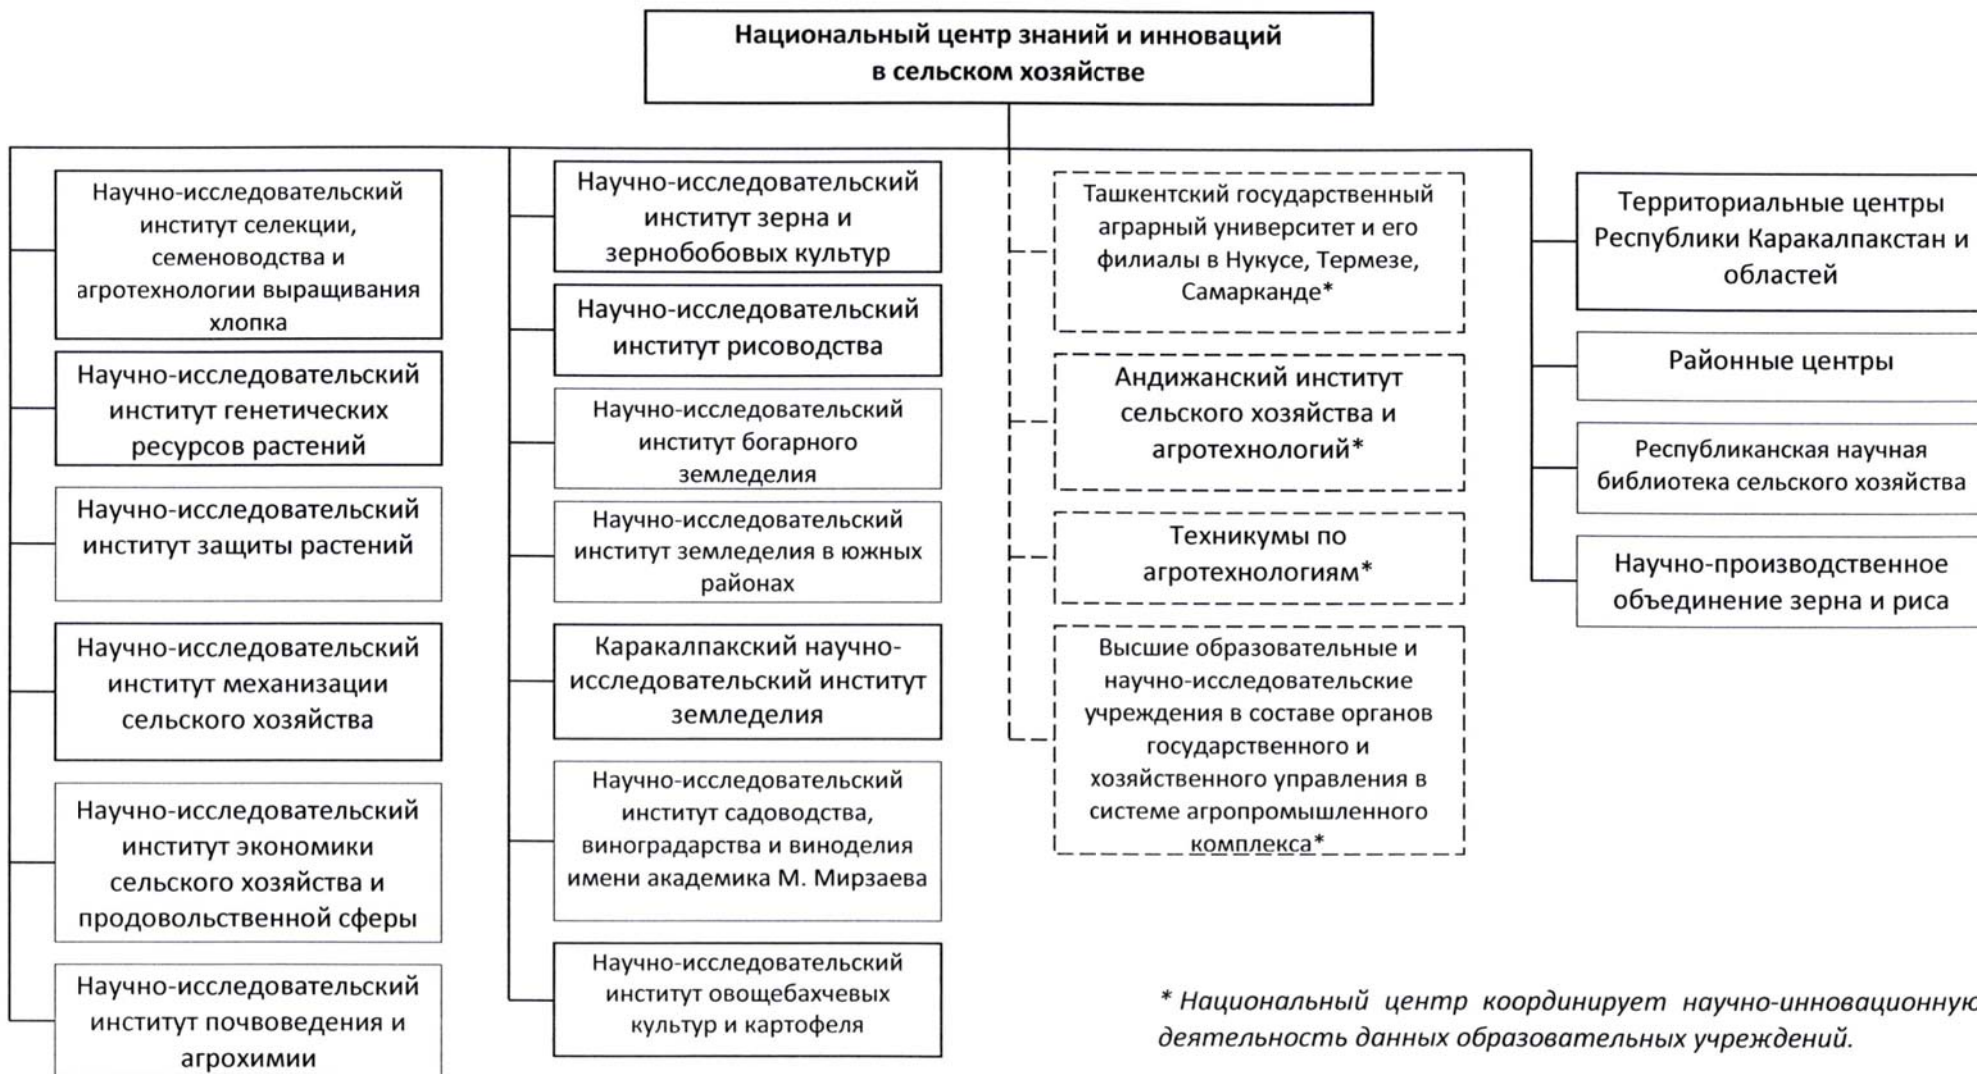 Национальный центр знаний и инноваций
в сельском хозяйстве
Научно-исследовательский
институт селекции,
семеноводства и
агротехнологии выращивания
хлопка
Научно-исследовательский
институт генетических
ресурсов растений
Научно-исследовательский
институт защиты растений
Научно-исследовательский
институт механизации
сельского хозяйства
Научно-исследовательский
институт экономики
сельского хозяйства и
продовольственной сферы
Научно-исследовательский
институт почвоведения и
агрохимии
Научно-исследовательский
институт зерна и
зернобобовых культур
Научно-исследовательский
институт рисоводства
Научно-исследовательский
институт богарного
земледелия
Научно-исследовательский
институт земледелия в южных
районах
Каракалпакский научно-
исследовательский институт
земледелия
Научно-исследовательский
институт садоводства,
виноградарства и виноделия
имени академика М. Мирзаева
Научно-исследовательский
институт овощебахчевых
культур и картофеля
Ташкентский государственный
аграрный университет и его
филиалы в Нукусе, Термезе,
Самарканде*
Андижанский институт
сельского хозяйства и
агротехнологий*
Техникумы по
агротехнологиям*
Высшие образовательные и
научно-исследовательские
учреждения в составе органов
государственного и
хозяйственного управления в
системе агропромышленного
комплекса*
Территориальные центры
Республики Каракалпакстан и
областей
Районные центры
Республиканская научная
библиотека сельского хозяйства
Научно-производственное
объединение зерна и риса
* Национальный центр координирует научно-инновационную
деятельность данных образовательных учреждений.